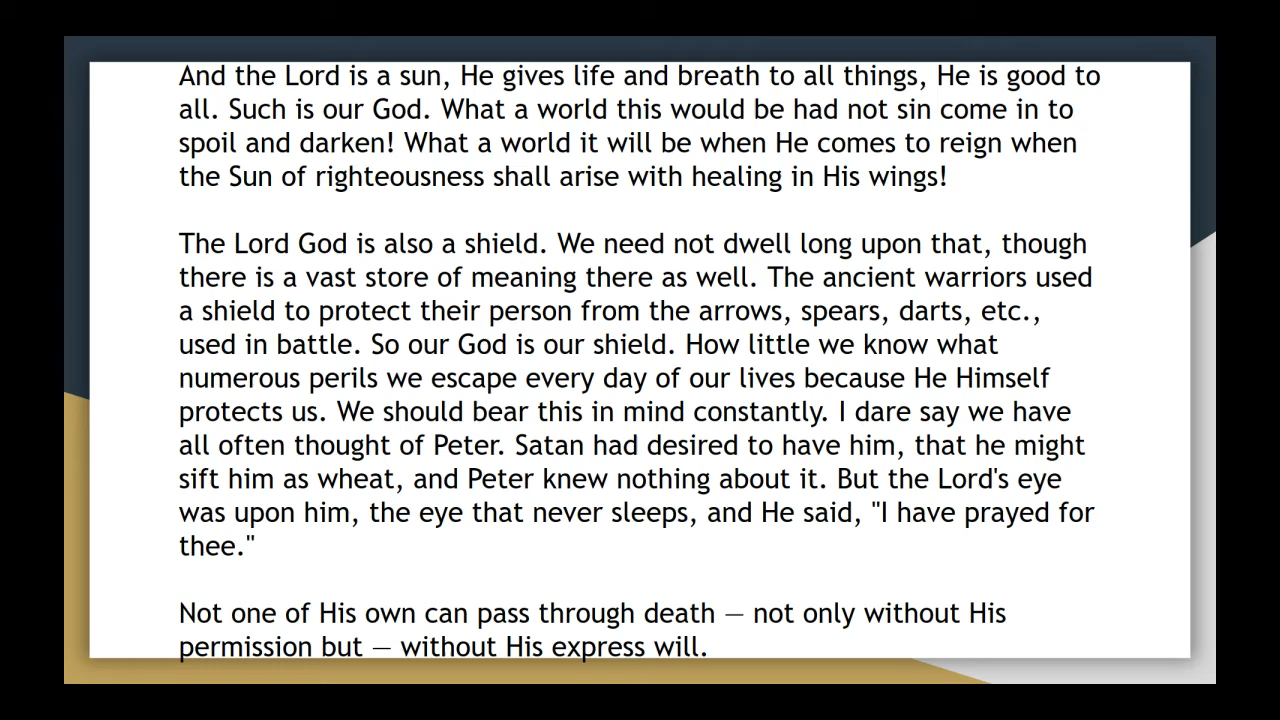 And the Lord is a sun, He gives life and breath to all things, He is good to
all. Such is our God. What a world this would be had not sin come in to
spoil and darken! What a world it will be when He comes to reign when
the Sun of righteousness shall arise with healing in His wings!
The Lord God is also a shield. We need not dwell long upon that, though
there is a vast store of meaning there as well. The ancient warriors used
a shield to protect their person from the arrows, spears, darts, etc.,
used in battle. So our God is our shield. How little we know what
numerous perils we escape every day of our lives because He Himself
protects us. We should bear this in mind constantly. I dare say we have
all often thought of Peter. Satan had desired to have him, that he might
sift him as wheat, and Peter knew nothing about it. But the Lord's eye
was upon him, the eye that never sleeps, and He said, "I have prayed for
thee."
Not one of His own can pass through death — not only without His
permission but — without His express will.